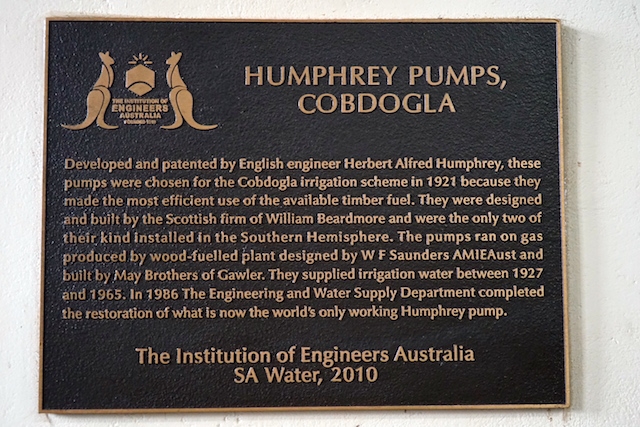 THE INSTITUTION OF
ENGINEERS
AUSTRALIA
HUMPHREY PUMPS,
COBDOGLA
Developed and patented by English engineer Herbert Alfred Humphrey, these
pumps were chosen for the Cobdogla irrigation scheme in 1921 because they
made the most efficient use of the available timber fuel. They were designed
and built by the Scottish firm of William Beardmore and were the only two of
their kind installed in the Southern Hemisphere. The pumps ran on gas
produced by wood-fuelled plant designed by W F Saunders AMIEAust and
built by May Brothers of Gawler. They supplied irrigation water between 1927
and 1965. In 1986 The Engineering and Water Supply Department completed
the restoration of what is now the world's only working Humphrey pump.
The Institution of Engineers Australia
SA Water, 2010